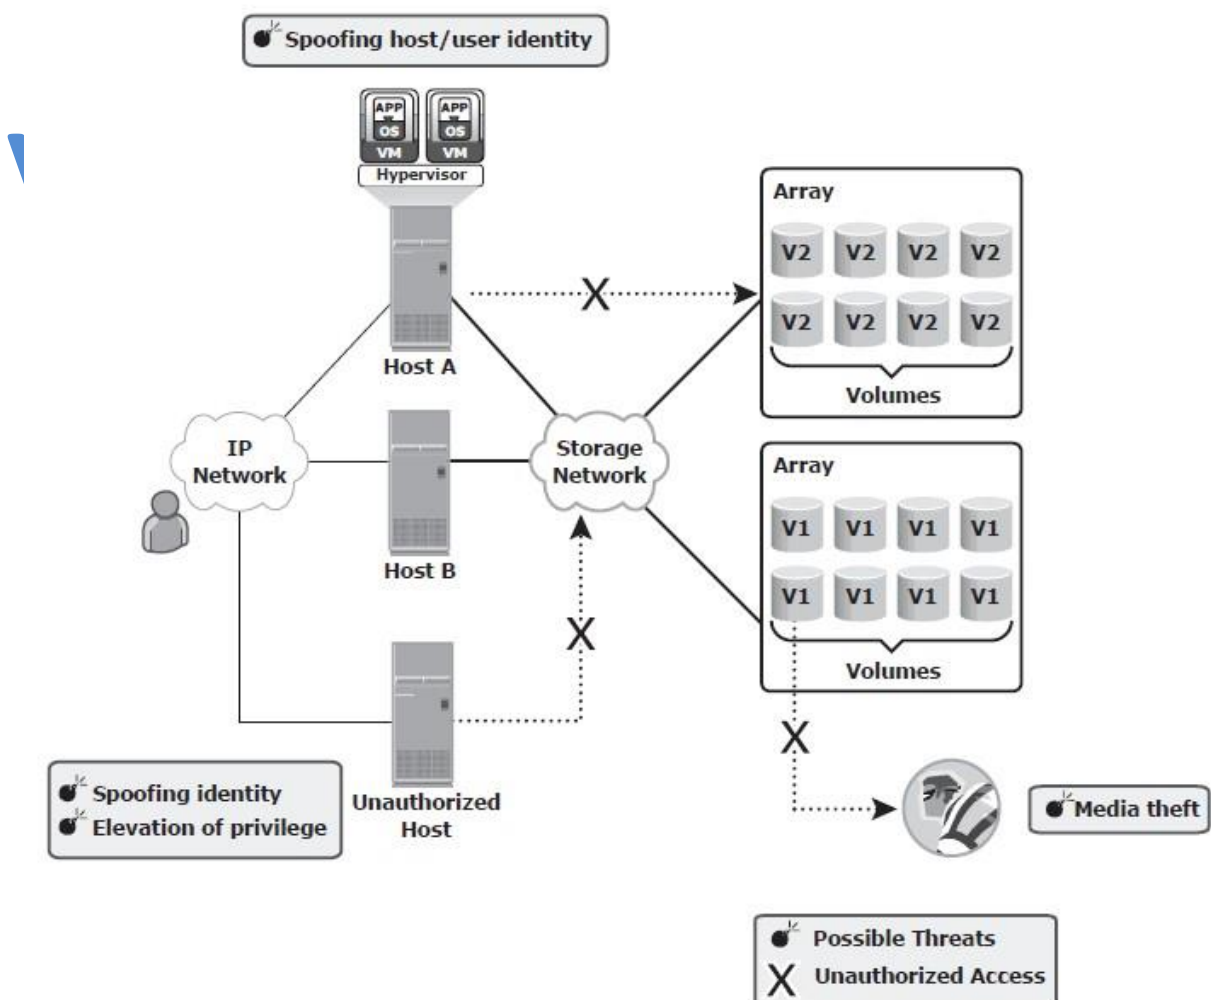 Spoofing host/user identity
APP APP
OS OS
VM VM
Hypervisor
Array
V2 V2 V2 V2
V2 V2 V2 V2
Volumes
X
Host A
IP
Network
Storage
Network
Array
V1 V1 V1 V1
V1 V1 V1 V1
Volumes
Host B
X
X
Spoofing identity
Elevation of privilege
Unauthorized
Host
Media theft
Possible Threats
X Unauthorized Access